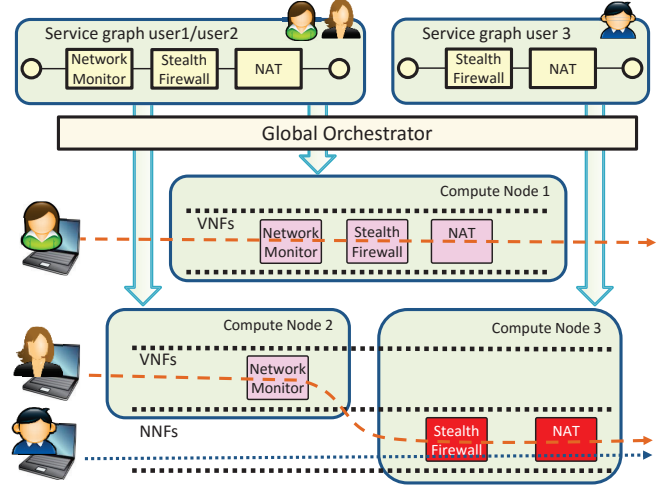 Service graph user1/user2
Network
Monitor
Stealth
Firewall
NAT
Service graph user 3
Stealth
Firewall
NAT
Global Orchestrator
Compute Node 1
VNFs
Network
Monitor
Stealth
Firewall
NAT
Compute Node 2
VNFs
Network
Monitor
Compute Node 3
NNFs
Stealth
Firewall
NAT